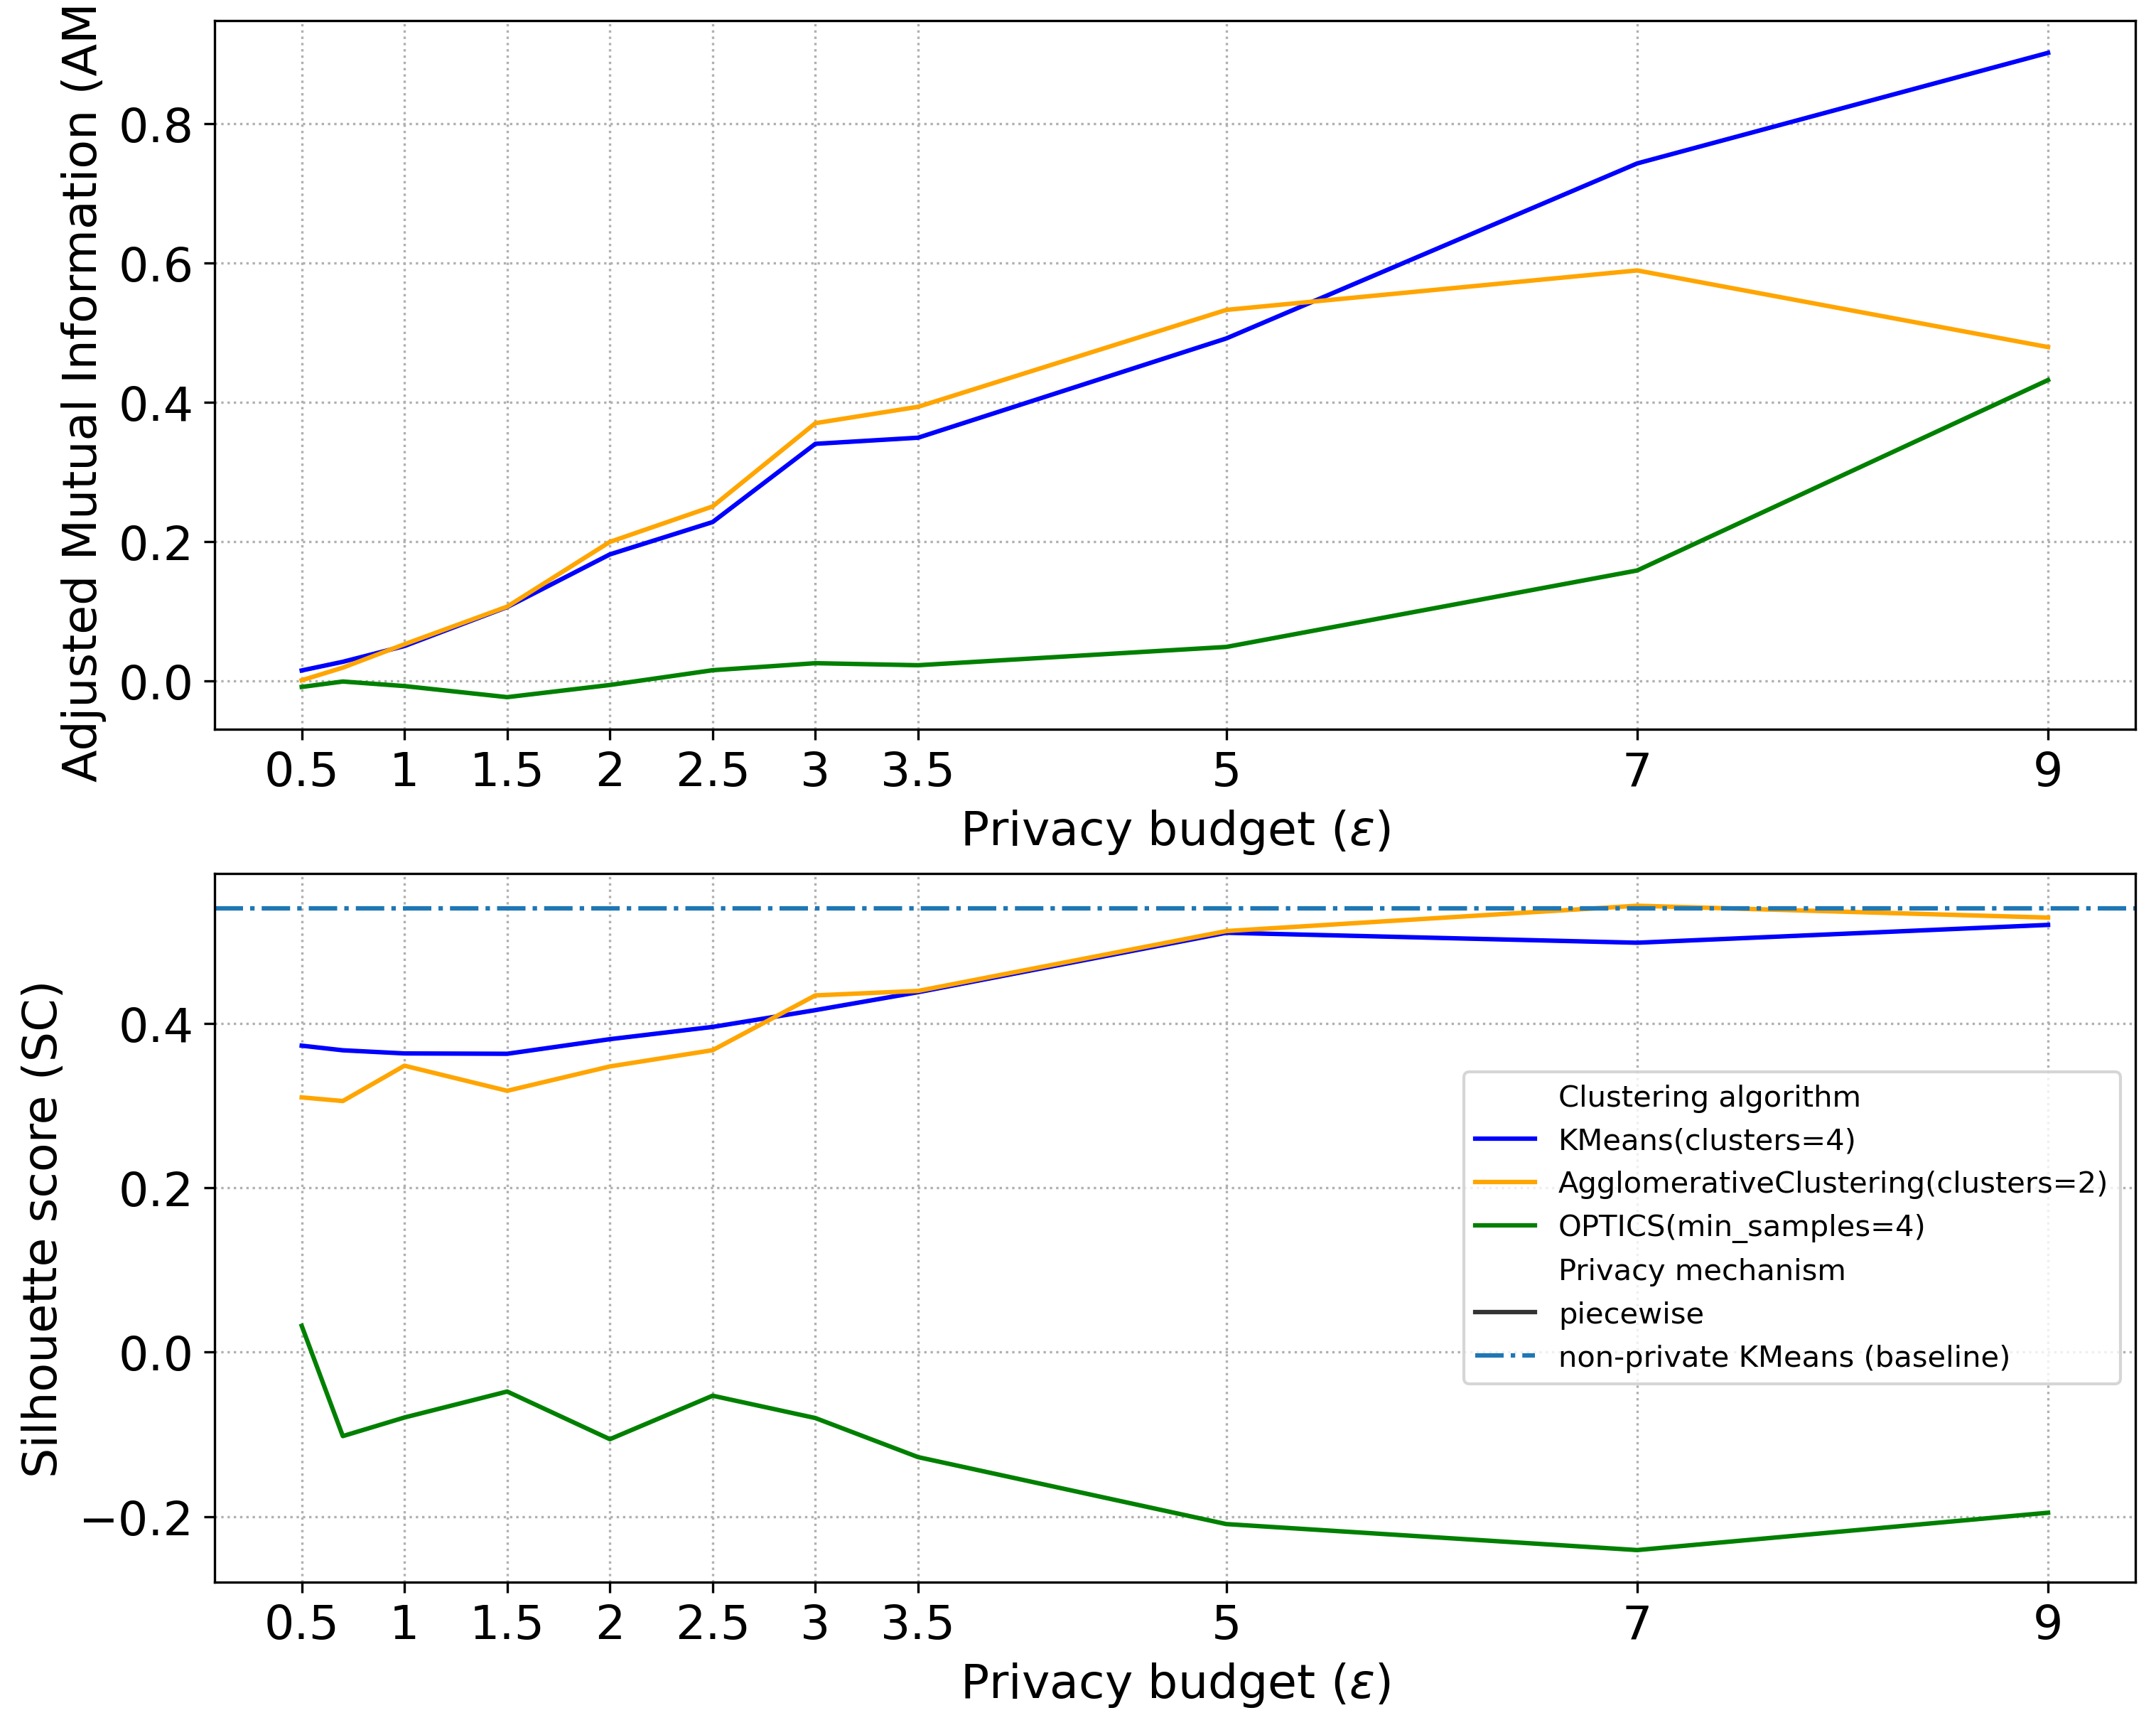 Adjusted Mutual Information (AM
0.8
0.6
0.4
0.2
0.0
0.5 1 1.5 2 2.5 3 3.5 5 7 9
Privacy budget (ε)
Silhouette score (SC)
0.4
0.2
0.0
−0.2
Clustering algorithm
KMeans(clusters=4)
AgglomerativeClustering(clusters=2)
OPTICS(min_samples=4)
Privacy mechanism
piecewise
non-private KMeans (baseline)
0.5 1 1.5 2 2.5 3 3.5 5 7 9
Privacy budget (ε)